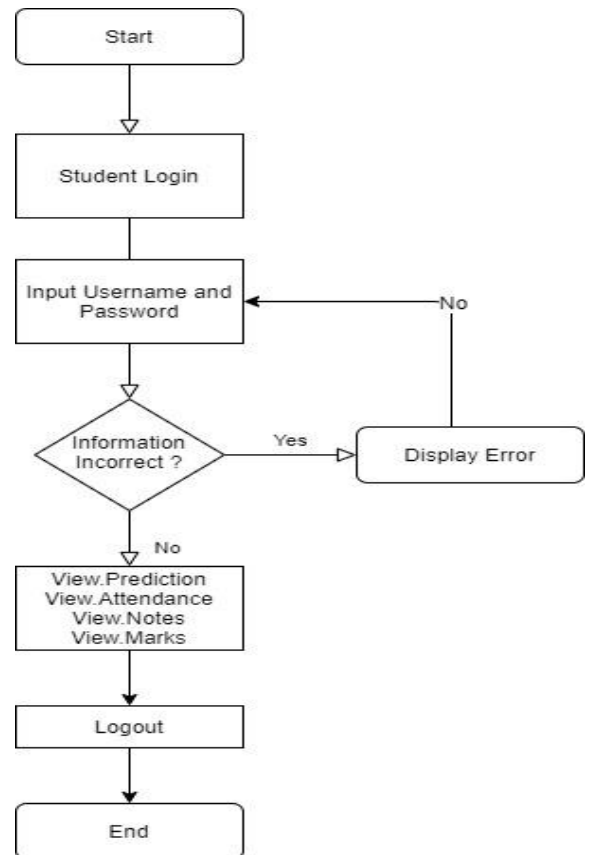 Start
Student Login
Input Username and
Password
No
Information
Incorrect ?
Yes
Display Error
No
View.Prediction
View.Attendance
View.Notes
View.Marks
Logout
End